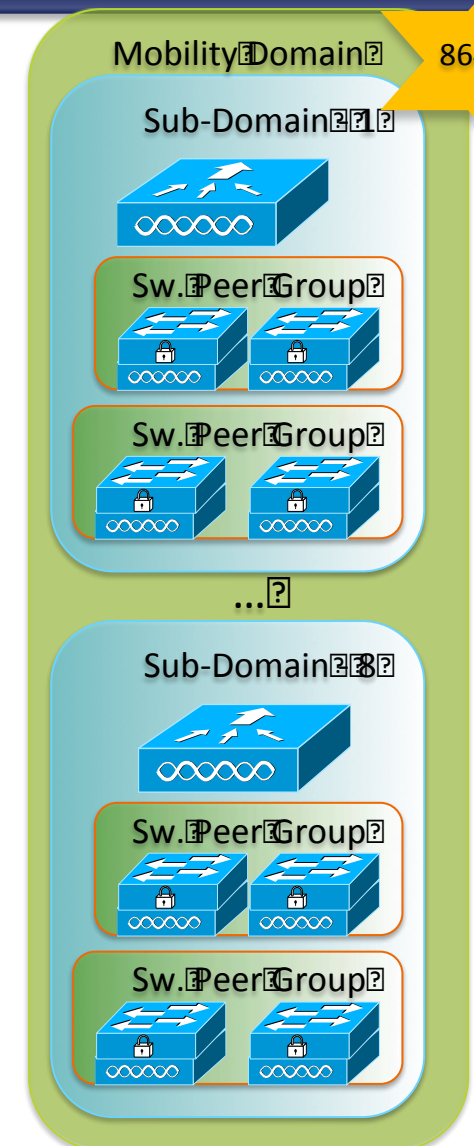 Mobility⍰Domain⍰
86
Sub-Domain⍰-⍰1⍰
Sw.⍰Peer⍰Group⍰
Sw.⍰Peer⍰Group⍰
...⍰
Sub-Domain⍰-⍰8⍰
Sw.⍰Peer⍰Group⍰
Sw.⍰Peer⍰Group⍰